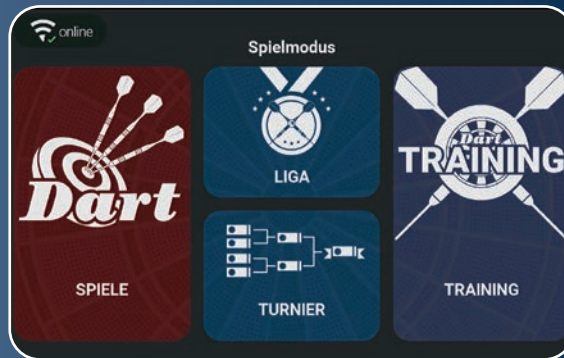 online
Spielmodus
Dart
SPIELE
LIGA
TURNIER
Dart
TRAINING
TRAINING